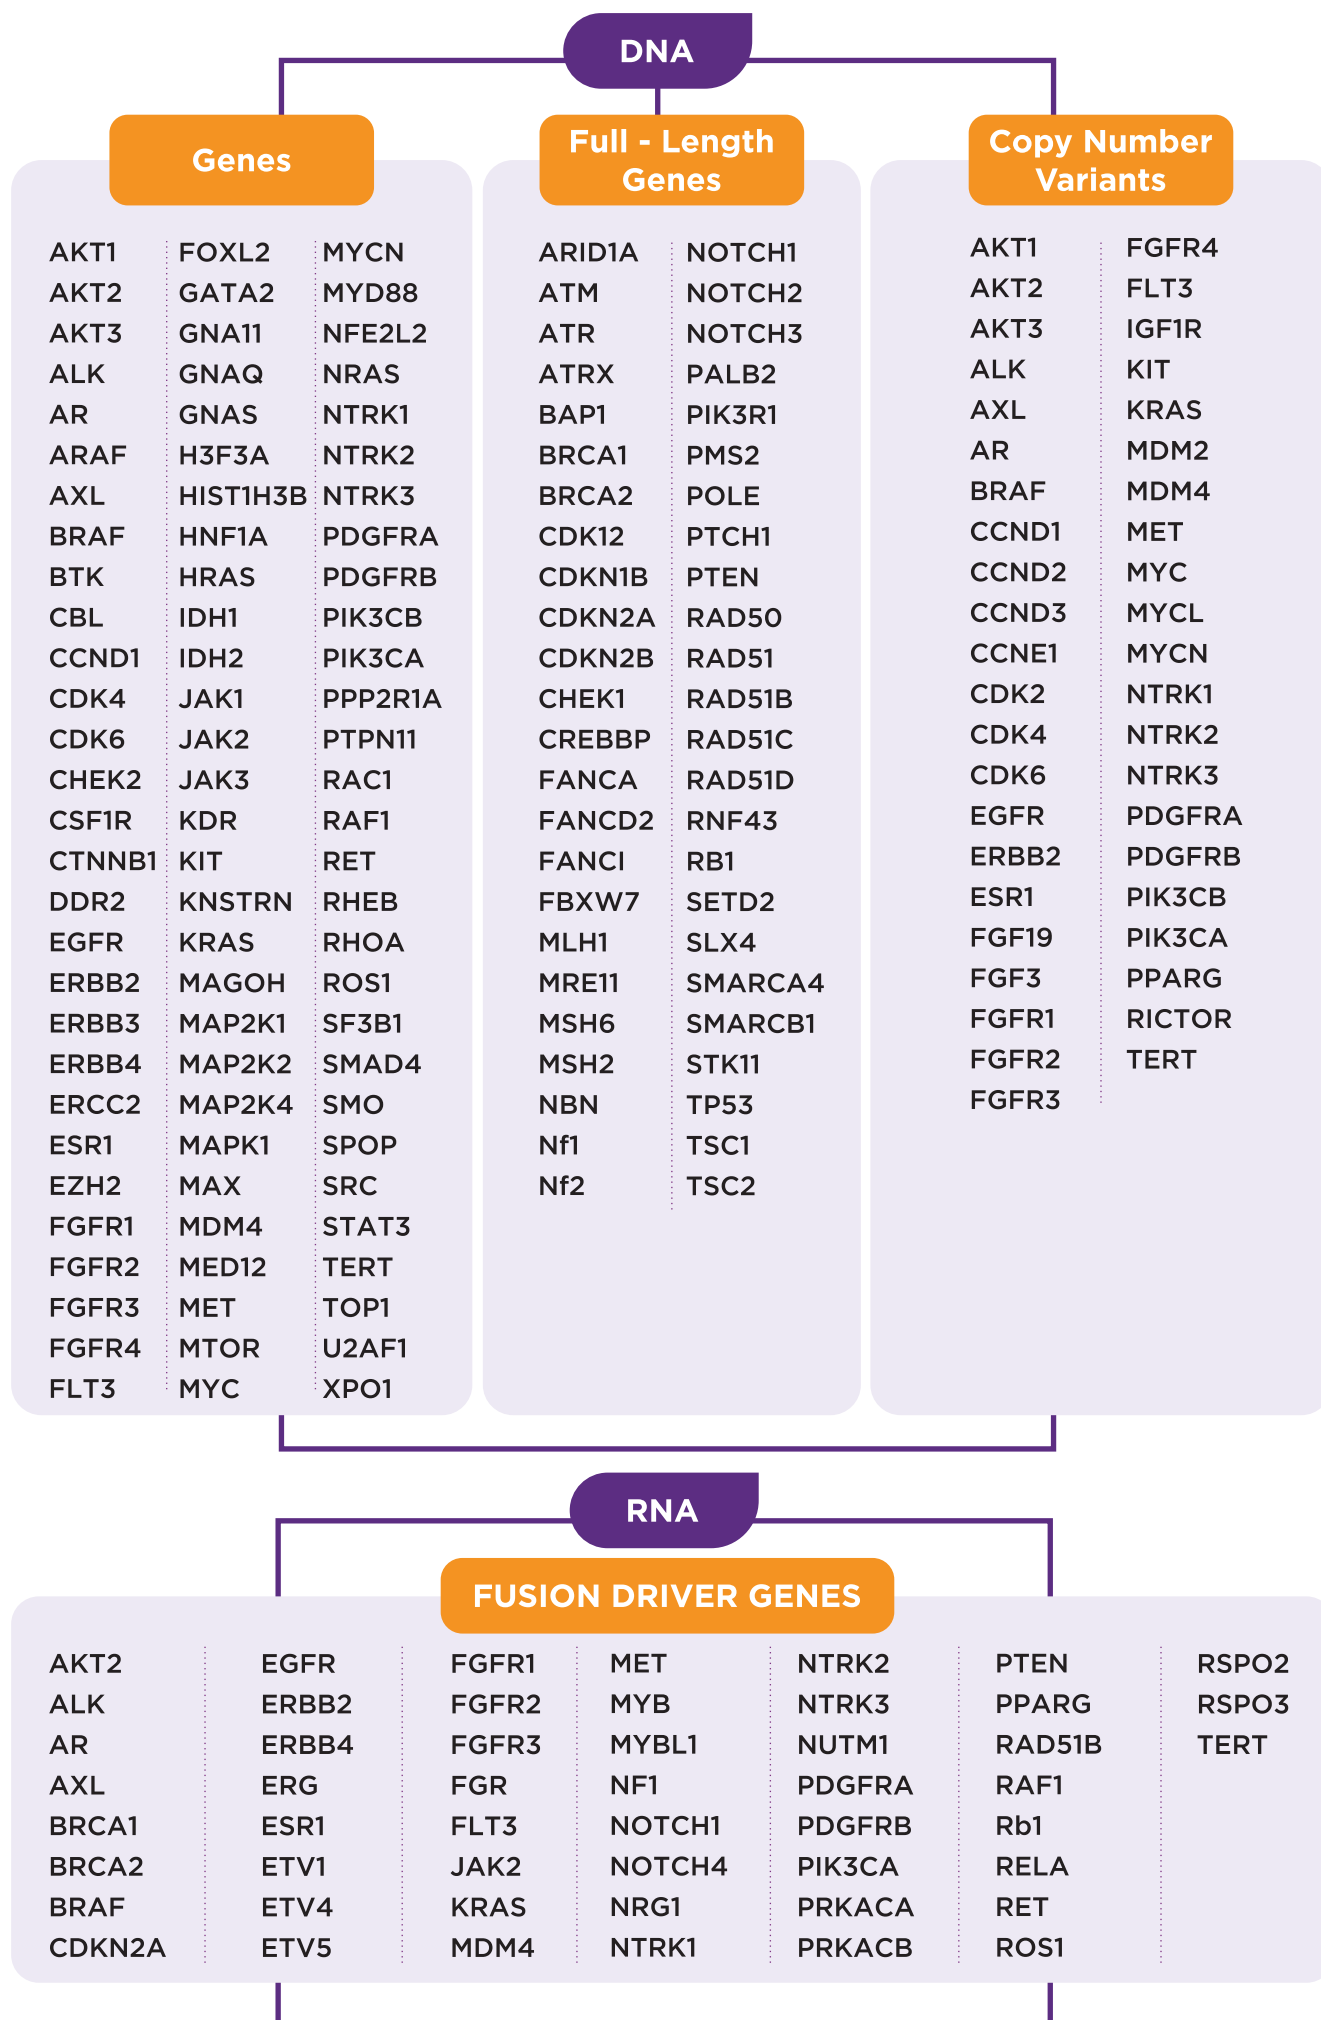 DNA
Genes
AKT1
AKT2
AKT3
ALK
AR
ARAF
AXL
BRAF
BTK
CBL
CCND1
CDK4
CDK6
CHEK2
CSF1R
CTNNB1
DDR2
EGFR
ERBB2
ERBB3
ERBB4
ERCC2
ESR1
EZH2
FGFR1
FGFR2
FGFR3
FGFR4
FLT3
FOXL2
GATA2
GNA11
GNAQ
GNAS
H3F3A
HIST1H3B
HNF1A
HRAS
IDH1
IDH2
JAK1
JAK2
JAK3
KDR
KIT
KNSTRN
KRAS
MAGOH
MAP2K1
MAP2K2
MAP2K4
MAPK1
MAX
MDM4
MED12
MET
MTOR
MYC
MYCN
MYD88
NFE2L2
NRAS
NTRK1
NTRK2
NTRK3
PDGFRA
PDGFRB
PIK3CB
PIK3CA
PPP2R1A
PTPN11
RAC1
RAF1
RET
RHEB
RHOA
ROS1
SF3B1
SMAD4
SMO
SPOP
SRC
STAT3
TERT
TOP1
U2AF1
XPO1
Full - Length
Genes
ARID1A
ATM
ATR
ATRX
BAP1
BRCA1
BRCA2
CDK12
CDKN1B
CDKN2A
CDKN2B
CHEK1
CREBBP
FANCA
FANCD2
FANCI
FBXW7
MLH1
MRE11
MSH6
MSH2
NBN
Nf1
Nf2
NOTCH1
NOTCH2
NOTCH3
PALB2
PIK3R1
PMS2
POLE
PTCH1
PTEN
RAD50
RAD51
RAD51B
RAD51C
RAD51D
RNF43
RB1
SETD2
SLX4
SMARCA4
SMARCB1
STK11
TP53
TSC1
TSC2
Copy Number
Variants
AKT1
AKT2
AKT3
ALK
AXL
AR
BRAF
CCND1
CCND2
CCND3
CCNE1
CDK2
CDK4
CDK6
EGFR
ERBB2
ESR1
FGF19
FGF3
FGFR1
FGFR2
FGFR3
FGFR4
FLT3
IGF1R
KIT
KRAS
MDM2
MDM4
MET
MYC
MYCL
MYCN
NTRK1
NTRK2
NTRK3
PDGFRA
PDGFRB
PIK3CB
PIK3CA
PPARG
RICTOR
TERT
RNA
FUSION DRIVER GENES
AKT2
ALK
AR
AXL
BRCA1
BRCA2
BRAF
CDKN2A
EGFR
ERBB2
ERBB4
ERG
ESR1
ETV1
ETV4
ETV5
FGFR1
FGFR2
FGFR3
FGR
FLT3
JAK2
KRAS
MDM4
MET
MYB
MYBL1
NF1
NOTCH1
NOTCH4
NRG1
NTRK1
NTRK2
NTRK3
NUTM1
PDGFRA
PDGFRB
PIK3CA
PRKACA
PRKACB
PTEN
PPARG
RAD51B
RAF1
Rb1
RELA
RET
ROS1
RSPO2
RSPO3
TERT